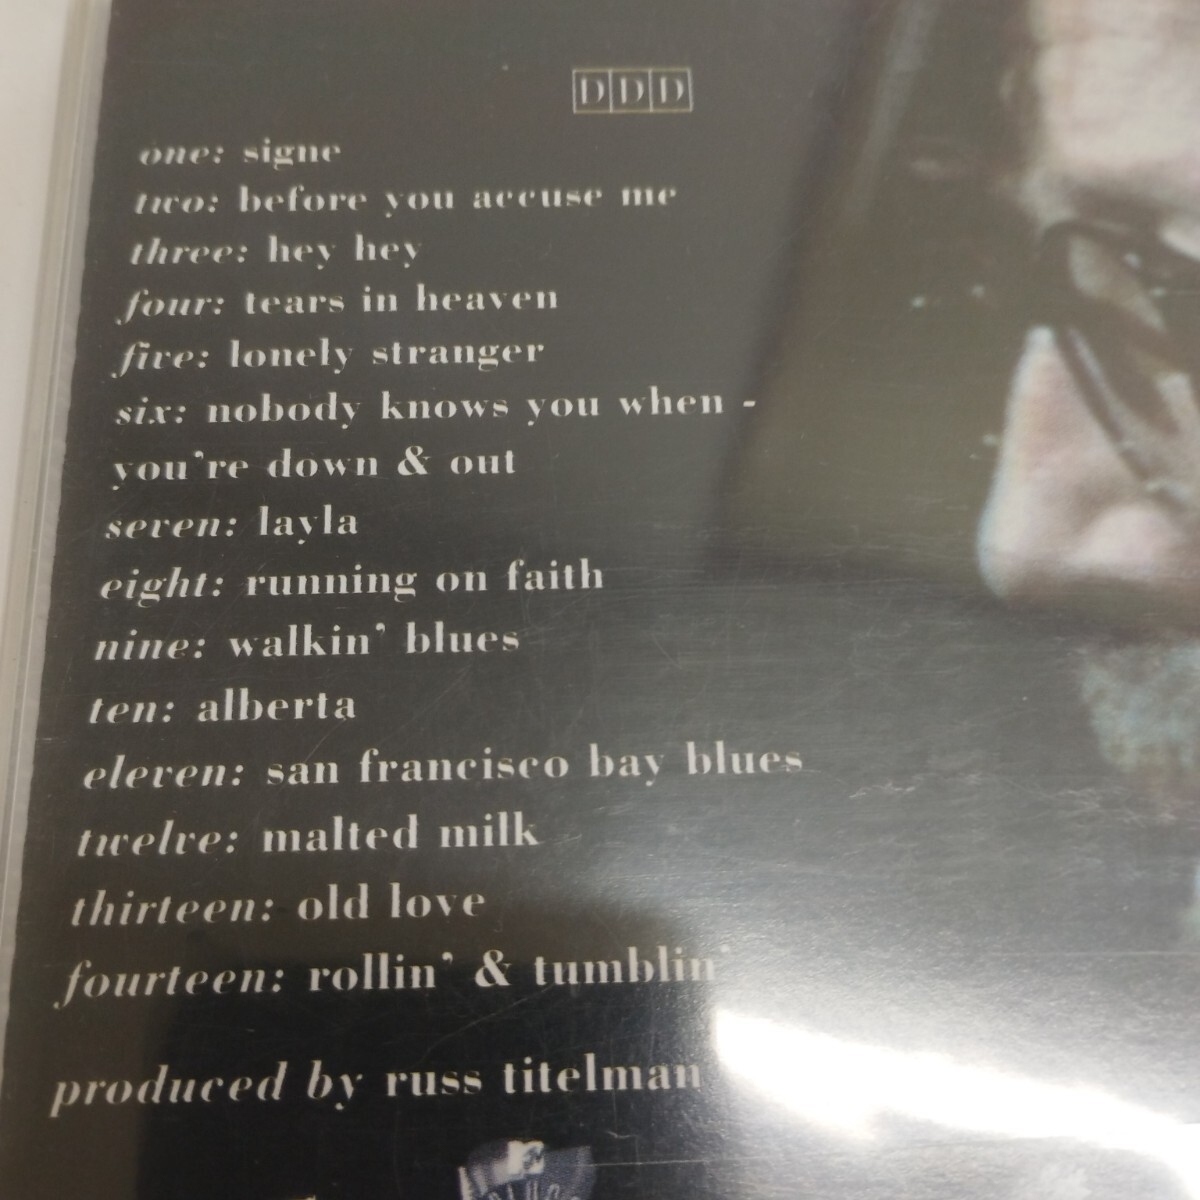 DDD
one: signe
two: before you accuse me
three: hey hey
four: tears in heaven
five: lonely stranger
six: nobody knows you when -
you're down & out
seven: layla
eight: running on faith
nine: walkin' blues
ten: alberta
eleven: san francisco bay blues
twelve: malted milk
thirteen: old love
fourteen: rollin' & tumblin'
produced by russ titelman